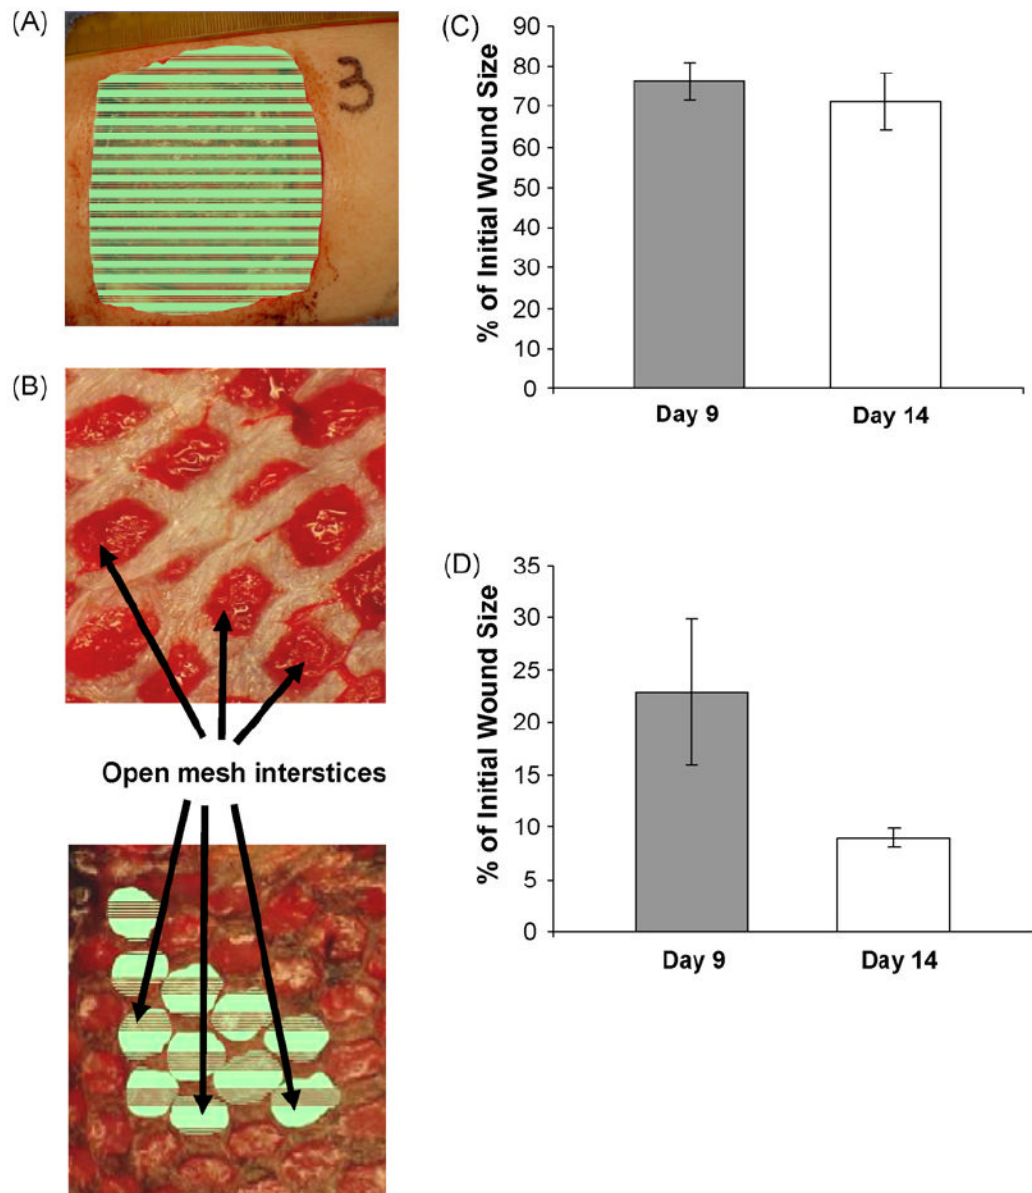 (A)
3
(B)
Open mesh interstices
(C)
% of Initial Wound Size
90
80
70
60
50
40
30
20
10
0
Day 9
Day 14
(D)
% of Initial Wound Size
35
30
25
20
15
10
5
0
Day 9
Day 14